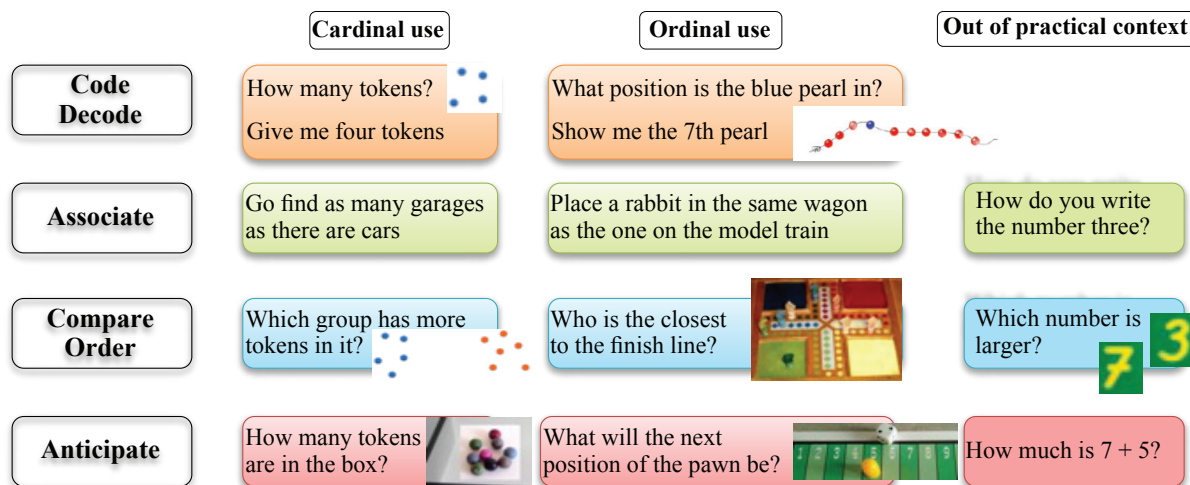 Cardinal use
Ordinal use
Out of practical context
Code
Decode
How many tokens?
Give me four tokens
What position is the blue pearl in?
Show me the 7th pearl
Associate
Go find as many garages
as there are cars
Place a rabbit in the same wagon
as the one on the model train
How do you write
the number three?
Compare
Order
Which group has more
tokens in it?
Who is the closest
to the finish line?
Which number is
larger?
7
3
Anticipate
How many tokens
are in the box?
What will the next
position of the pawn be?
How much is 7 + 5?